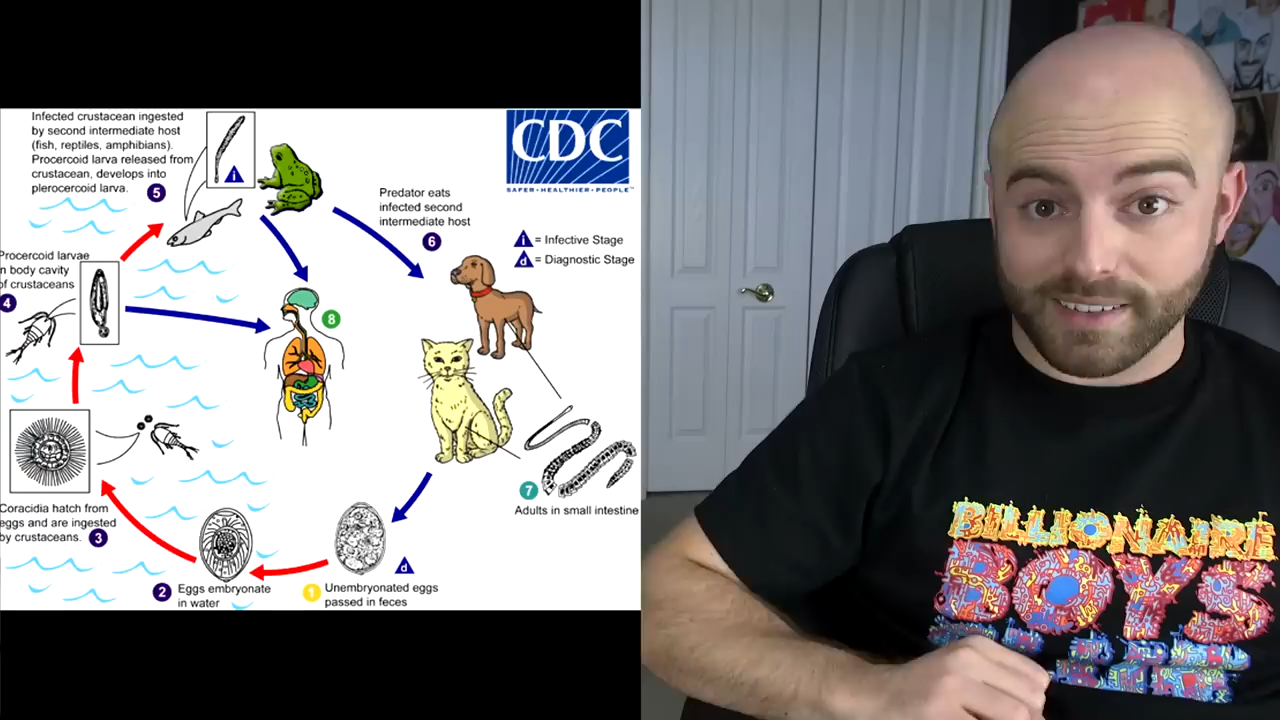 Infected crustacean ingested
by second intermediate host
(fish, reptiles, amphibians).
Procercoid larva released from
crustacean, develops into
plerocercoid larva.
5
i
CDC
SAFER • HEALTHIER • PEOPLE™
Predator eats
infected second
intermediate host
6
i = Infective Stage
d = Diagnostic Stage
Procercoid larvae
in body cavity
of crustaceans
4
8
7
Adults in small intestine
Coracidia hatch from
eggs and are ingested
by crustaceans.
3
2
Eggs embryonate
in water
1
Unembryonated eggs
passed in feces
d
BILLIONAIRE
BOYS